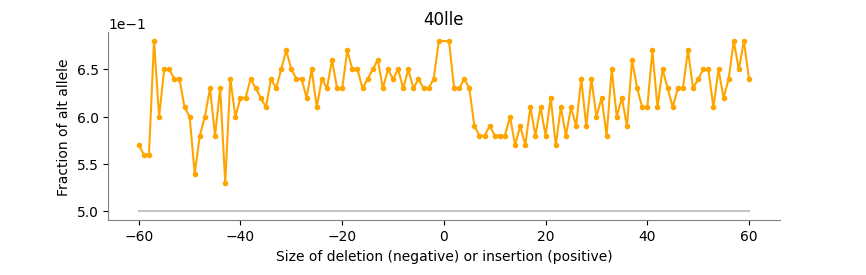 40lle
1e−1
6.5
6.0
5.5
5.0
Fraction of alt allele
−60 −40 −20 0 20 40 60
Size of deletion (negative) or insertion (positive)